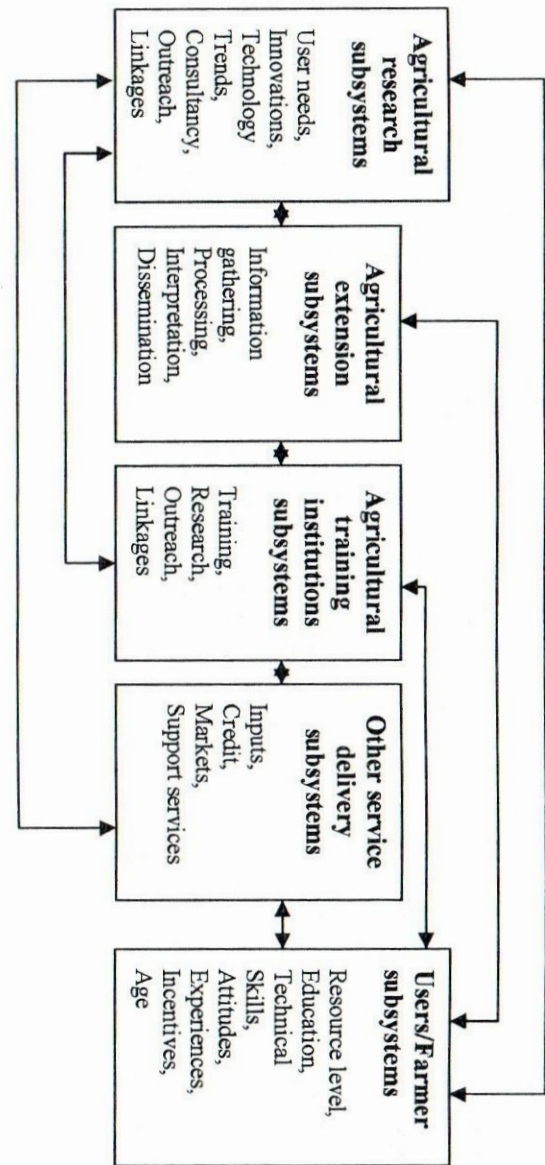 Agricultural
research
subsystems
User needs,
Innovations,
Technology
Trends,
Consultancy,
Outreach,
Linkages
Agricultural
extension
subsystems
Information
gathering,
Processing,
Interpretation,
Dissemination
Agricultural
training
institutions
subsystems
Training,
Research,
Outreach,
Linkages
Other service
delivery
subsystems
Inputs,
Credit,
Markets,
Support services
Users/Farmer
subsystems
Resource level,
Education,
Technical
Skills,
Attitudes,
Experiences,
Incentives,
Age